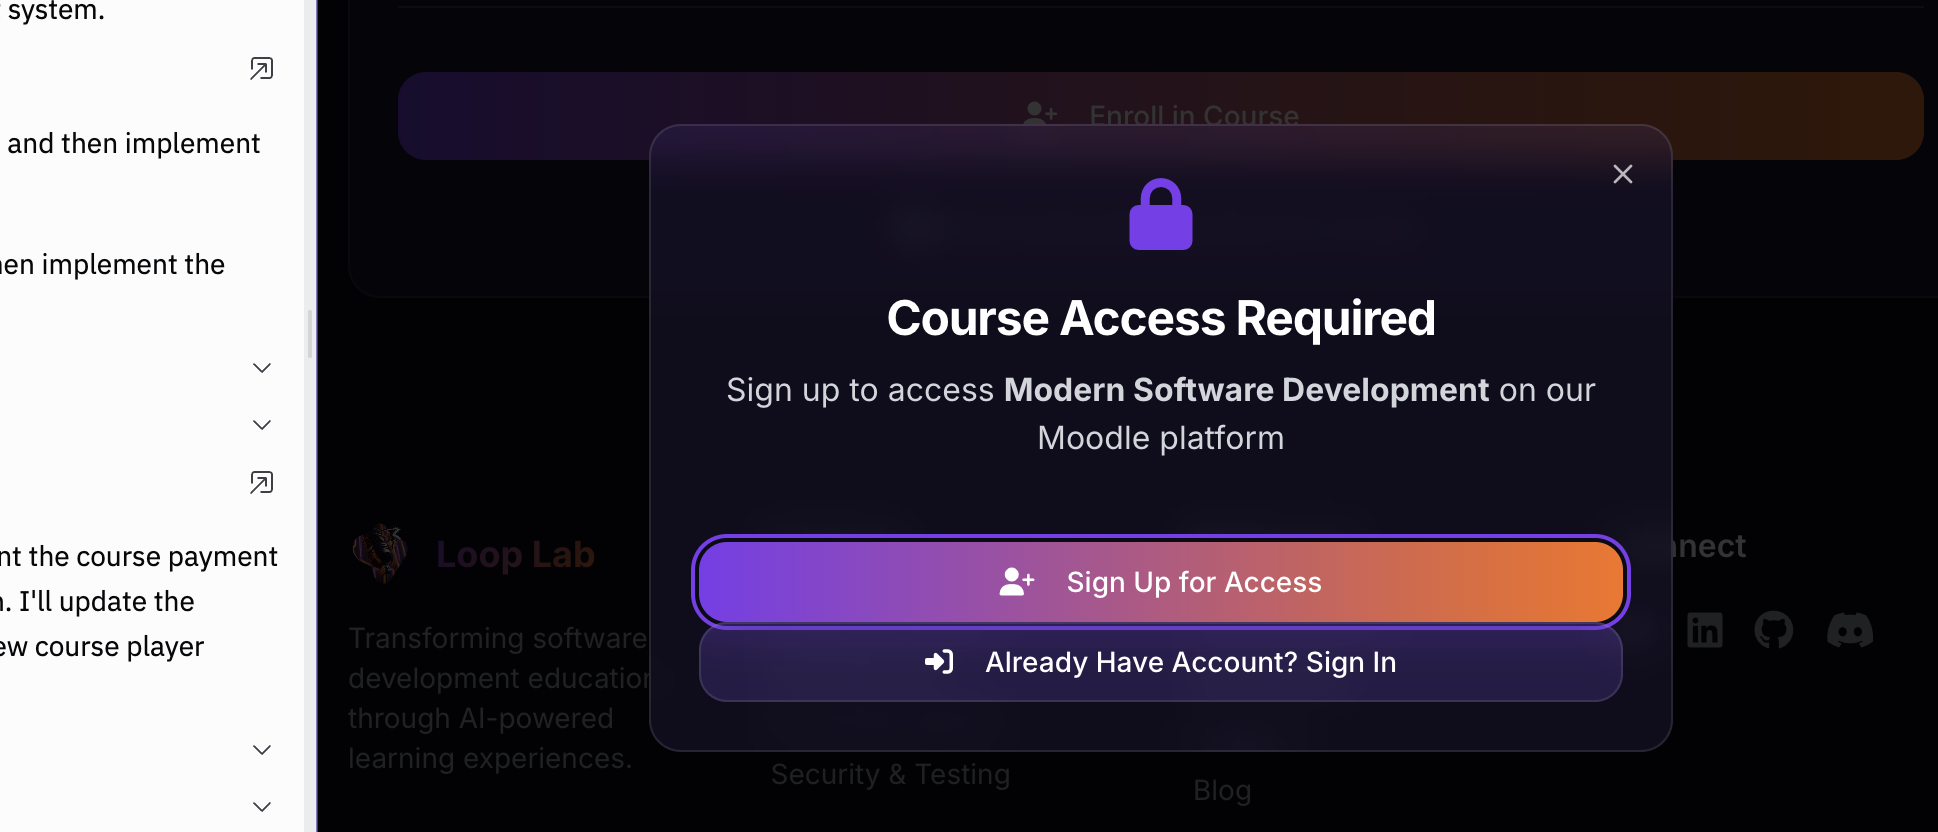 system.
and then implement
implement the
nt the course payment
. I'll update the
ew course player
Enroll in Course
Course Access Required
Sign up to access Modern Software Development on our
Moodle platform
Sign Up for Access
Already Have Account? Sign In
Loop Lab
Transforming software
development education
through AI-powered
learning experiences.
Security & Testing
Blog
nnect